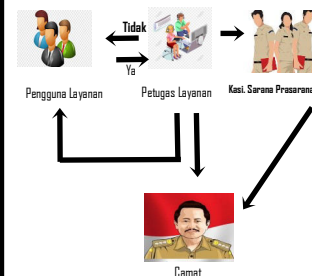 Tidak
Ya
Pengguna Layanan
Petugas Layanan
Kasi. Sarana Prasarana
Camat